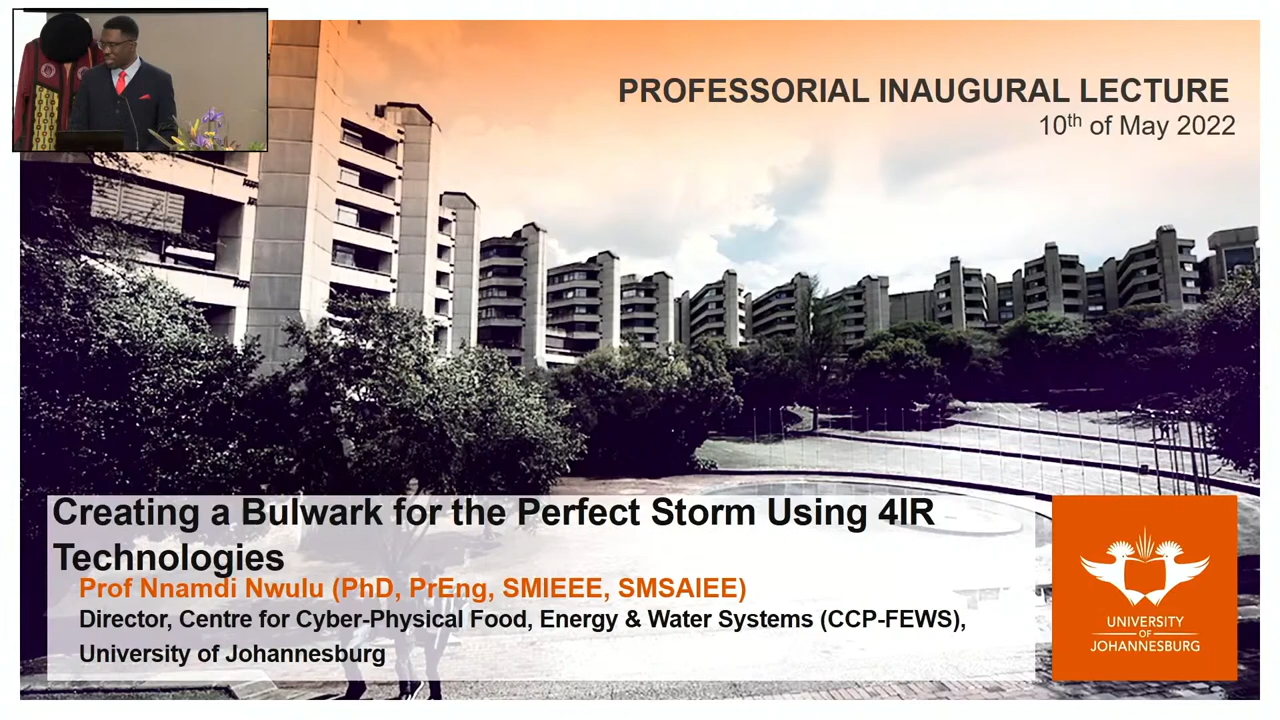 PROFESSORIAL INAUGURAL LECTURE
10th of May 2022
Creating a Bulwark for the Perfect Storm Using 4IR
Technologies
Prof Nnamdi Nwulu (PhD, PrEng, SMIEEE, SMSAIEE)
Director, Centre for Cyber-Physical Food, Energy & Water Systems (CCP-FEWS),
University of Johannesburg
UNIVERSITY
OF
JOHANNESBURG